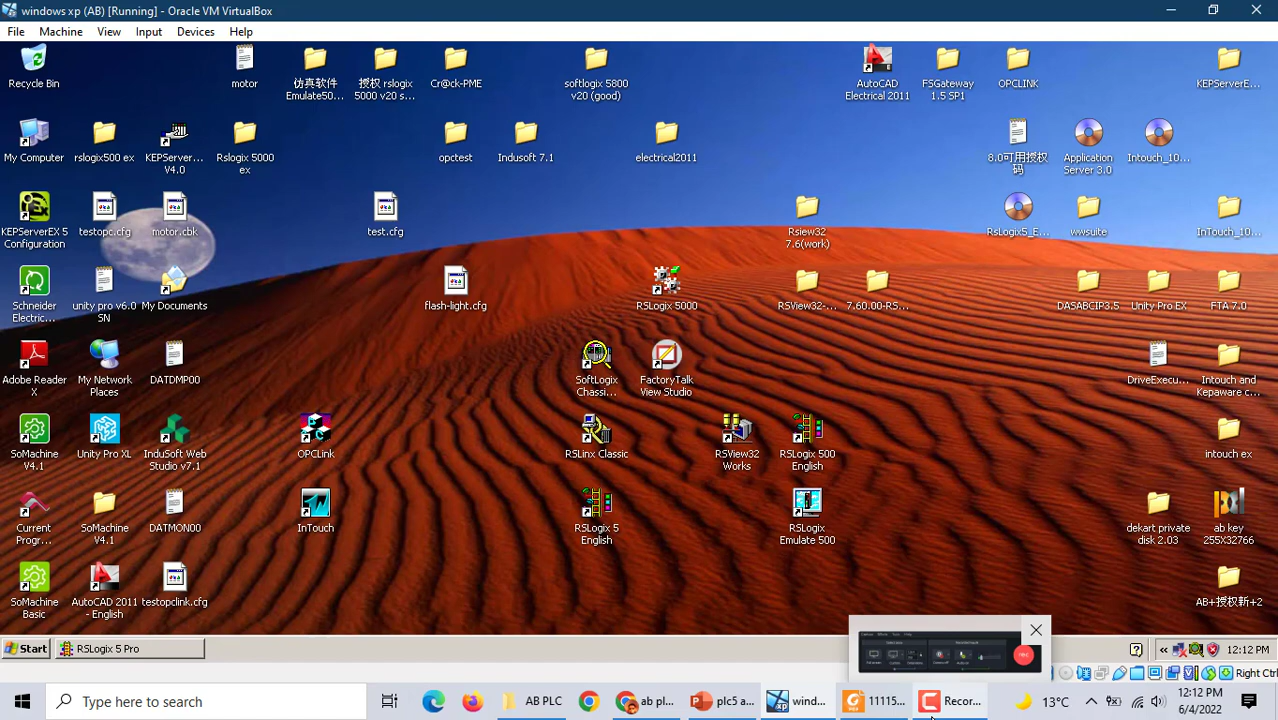 windows xp (AB) [Running] - Oracle VM VirtualBox
File Machine View Input Devices Help
Recycle Bin
motor
仿真软件
Emulate50...
授权 rslogix
5000 v20 s...
Cr@ck-PME
softlogix 5800
v20 (good)
AutoCAD
Electrical 2011
FSGateway
1.5 SP1
OPCLINK
KEPServerE...
My Computer
rslogix500 ex
KEPServer...
V4.0
Rslogix 5000
ex
opctest
Indusoft 7.1
electrical2011
8.0可用授权
码
Application
Server 3.0
Intouch_10...
KEPServerEX 5
Configuration
testopc.cfg
motor.cbk
test.cfg
Rsiew32
7.6(work)
RsLogix5_E...
wwsuite
InTouch_10...
Schneider
Electric...
unity pro v6.0
SN
My Documents
flash-light.cfg
RSLogix 5000
RSView32-...
7.60.00-RS...
DASABCIP3.5
Unity Pro EX
FTA 7.0
Adobe Reader
X
My Network
Places
DATDMP00
SoftLogix
Chassi...
FactoryTalk
View Studio
DriveExecu...
Intouch and
Kepaware c...
SoMachine
V4.1
Unity Pro XL
InduSoft Web
Studio v7.1
OPCLink
RSLinx Classic
RSView32
Works
RSLogix 500
English
intouch ex
Current
Progr...
SoMachine
V4.1
DATMON00
InTouch
RSLogix 5
English
RSLogix
Emulate 500
dekart private
disk 2.03
ab key
255X32766
SoMachine
Basic
AutoCAD 2011
- English
testopclink.cfg
AB+授权新+2
Start RSLogix 5 Pro
rec
12:12 PM
Right Ctrl
Type here to search
AB PLC
ab plc...
plc5 a...
wind...
11115...
Recor...
13°C
12:12 PM
6/4/2022